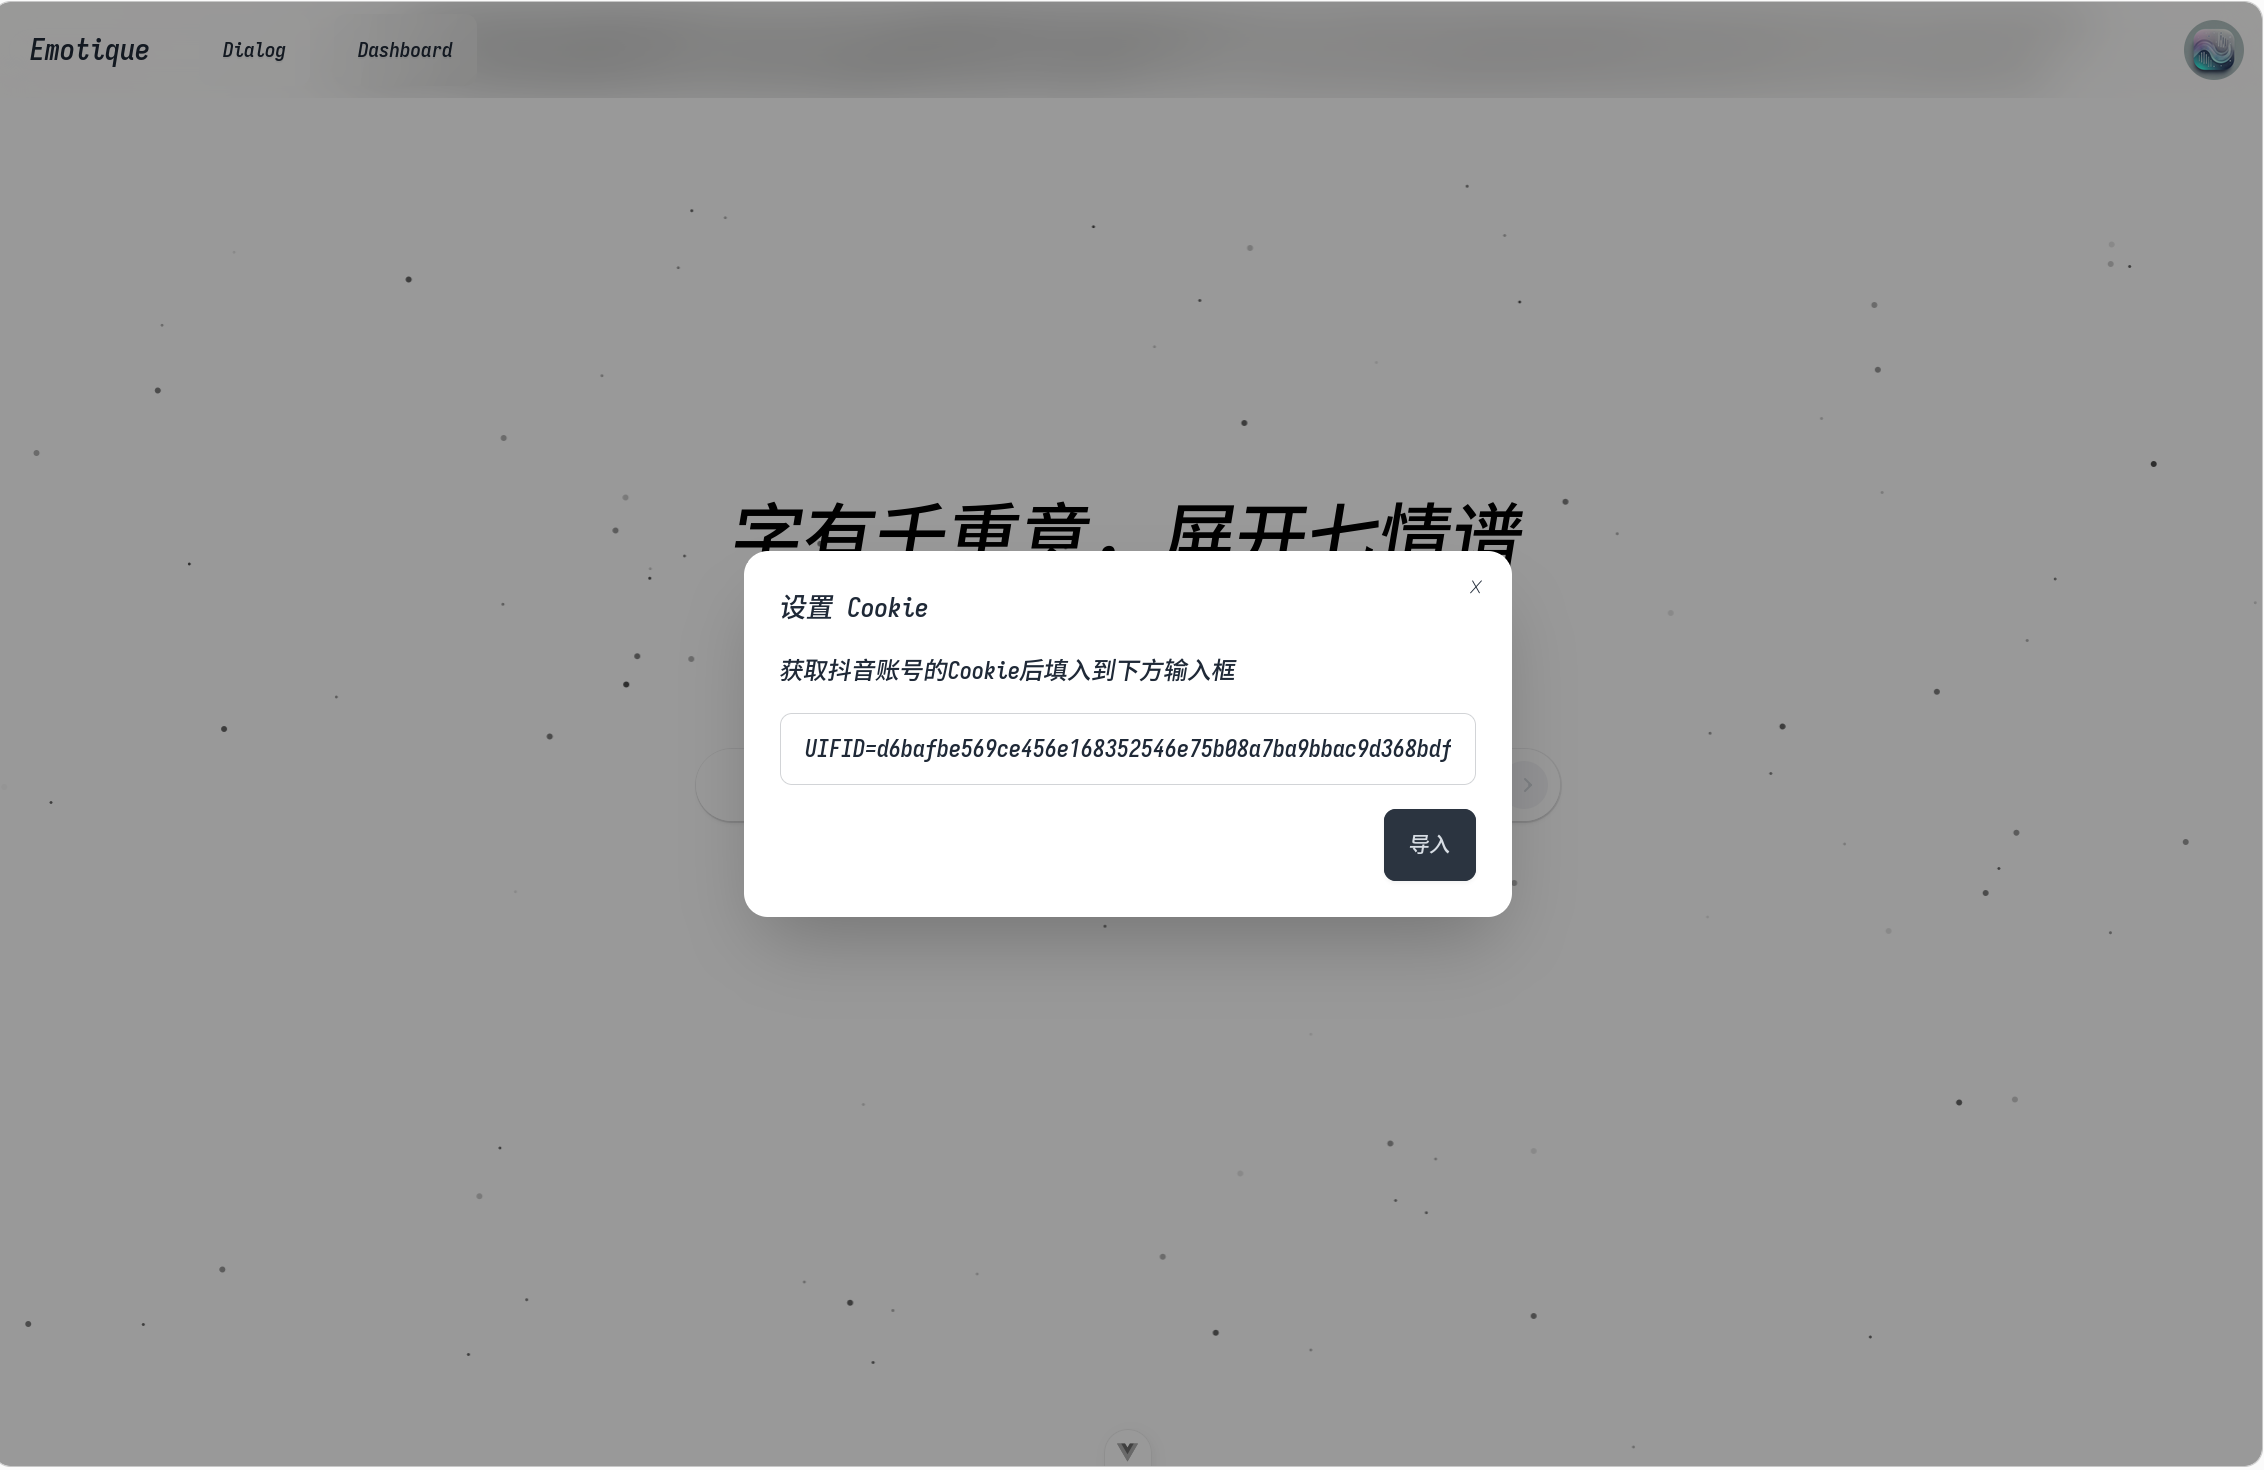 Emotique
Dialog
Dashboard
字有千重意，展开七情谱
设置 Cookie
X
获取抖音账号的Cookie后填入到下方输入框
UIFID=d6bafbe569ce456e168352546e75b08a7ba9bbac9d368bdf
导入